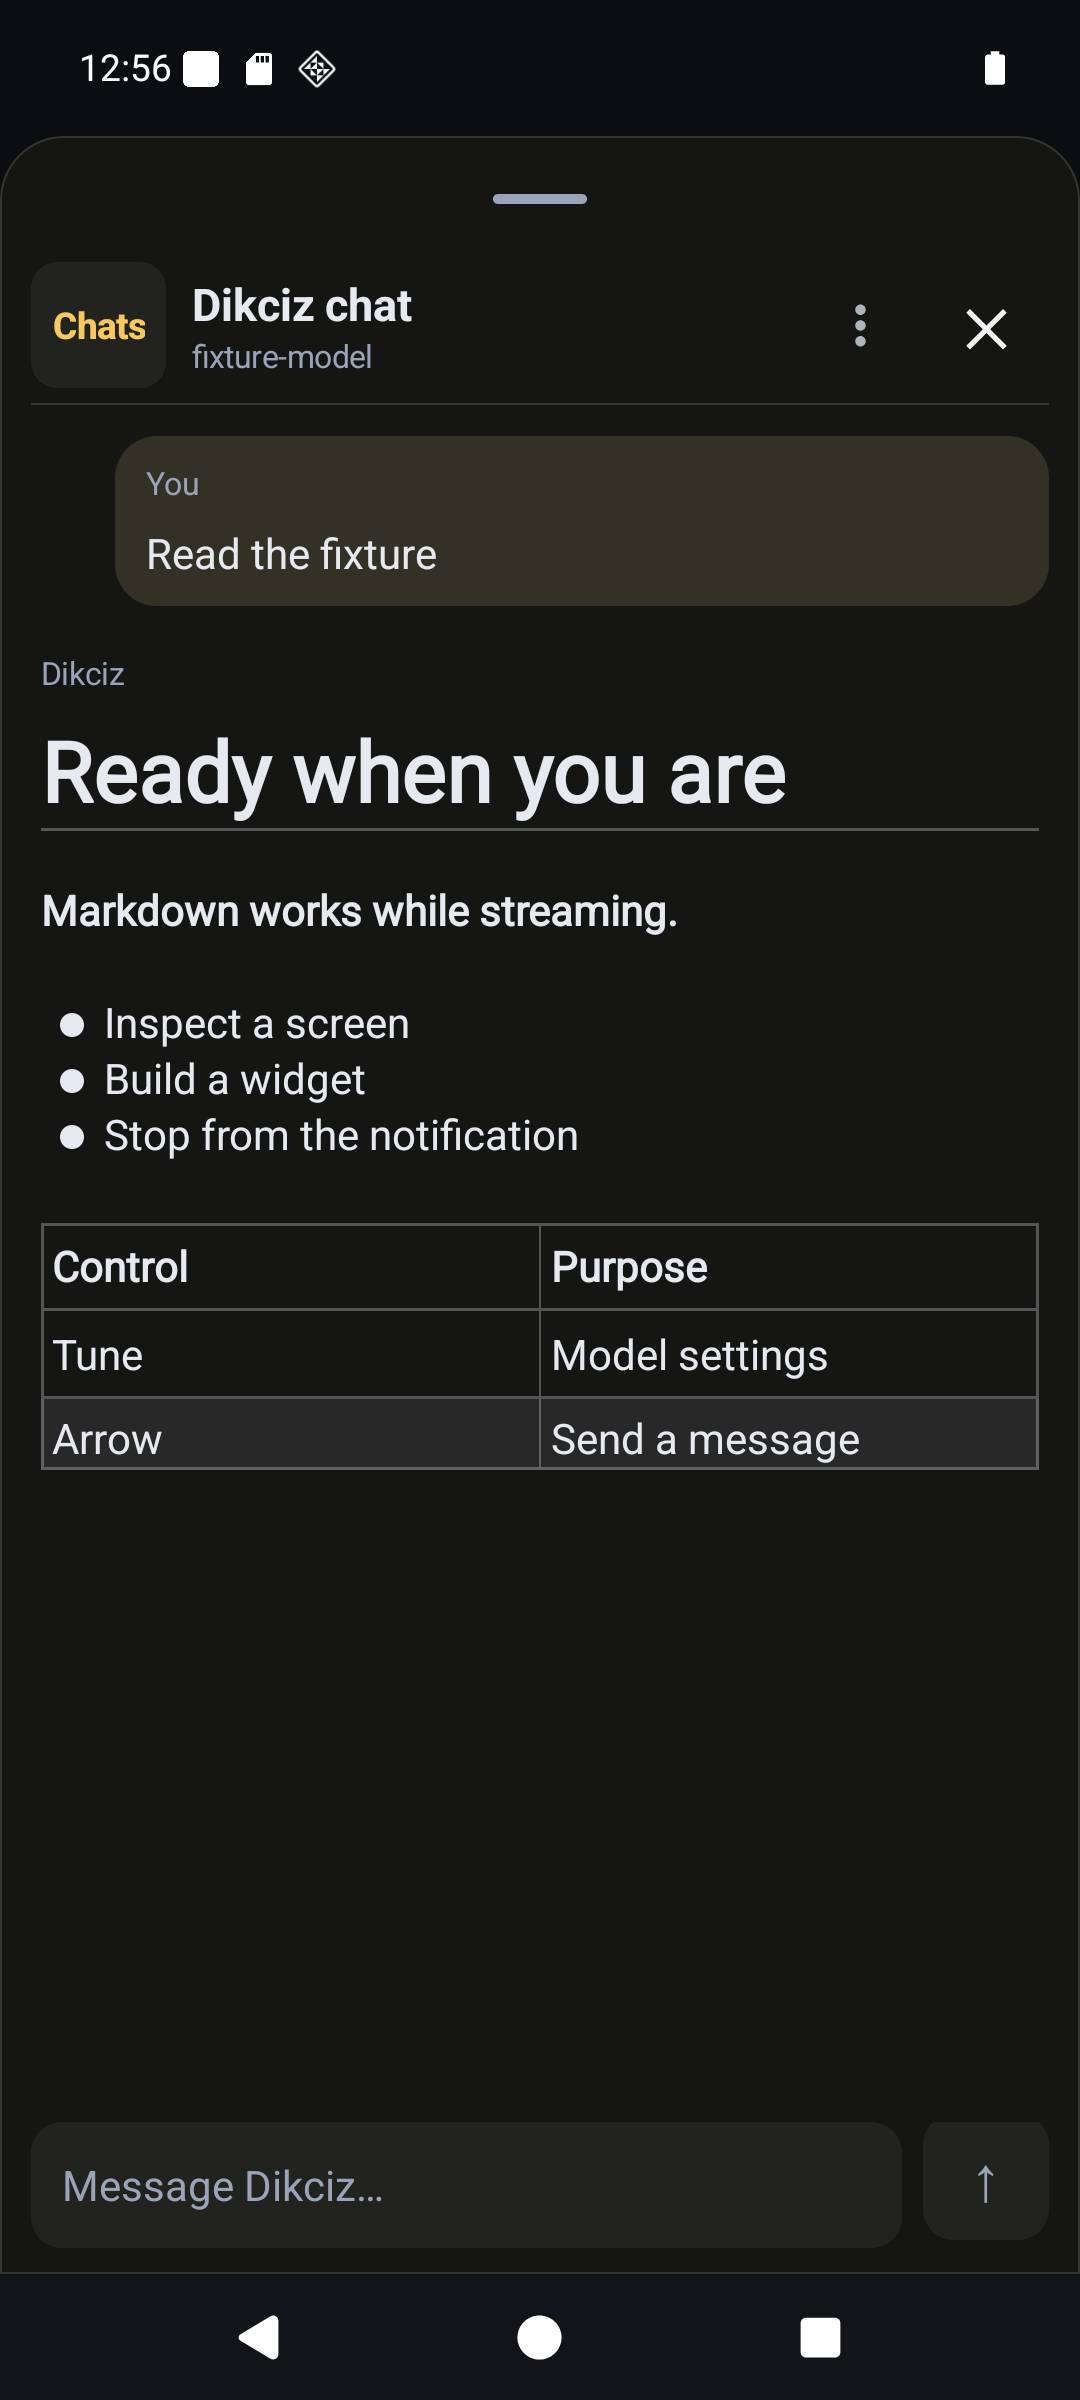 12:56
Chats
Dikciz chat
fixture-model
You
Read the fixture
Dikciz
Ready when you are
Markdown works while streaming.
● Inspect a screen
● Build a widget
● Stop from the notification
Control Purpose
Tune Model settings
Arrow Send a message
Message Dikciz…
↑